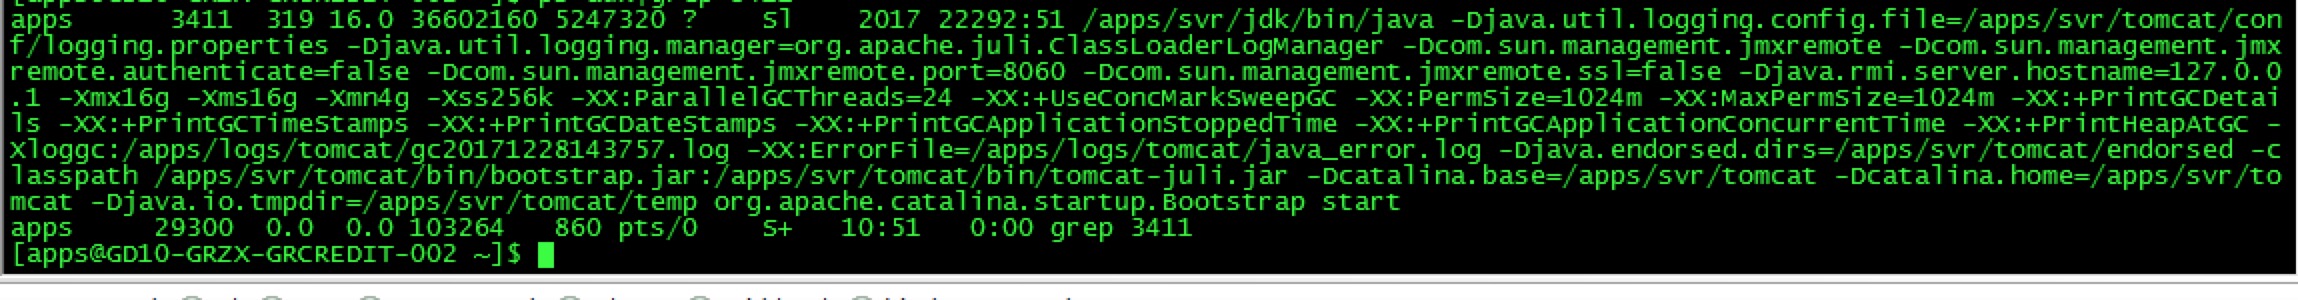 apps      3411  319 16.0 36602160 5247320 ?    Sl    2017 22292:51 /apps/svr/jdk/bin/java -Djava.util.logging.config.file=/apps/svr/tomcat/con
f/logging.properties -Djava.util.logging.manager=org.apache.juli.ClassLoaderLogManager -Dcom.sun.management.jmxremote -Dcom.sun.management.jmx
remote.authenticate=false -Dcom.sun.management.jmxremote.port=8060 -Dcom.sun.management.jmxremote.ssl=false -Djava.rmi.server.hostname=127.0.0
.1 -Xmx16g -Xms16g -Xmn4g -Xss256k -XX:ParallelGCThreads=24 -XX:+UseConcMarkSweepGC -XX:PermSize=1024m -XX:MaxPermSize=1024m -XX:+PrintGCDetai
ls -XX:+PrintGCTimeStamps -XX:+PrintGCDateStamps -XX:+PrintGCApplicationStoppedTime -XX:+PrintGCApplicationConcurrentTime -XX:+PrintHeapAtGC -
Xloggc:/apps/logs/tomcat/gc20171228143757.log -XX:ErrorFile=/apps/logs/tomcat/java_error.log -Djava.endorsed.dirs=/apps/svr/tomcat/endorsed -c
lasspath /apps/svr/tomcat/bin/bootstrap.jar:/apps/svr/tomcat/bin/tomcat-juli.jar -Dcatalina.base=/apps/svr/tomcat -Dcatalina.home=/apps/svr/to
mcat -Djava.io.tmpdir=/apps/svr/tomcat/temp org.apache.catalina.startup.Bootstrap start
apps     29300  0.0  0.0 103264   860 pts/0    S+   10:51   0:00 grep 3411
[apps@GD10-GRZX-GRCREDIT-002 ~]$